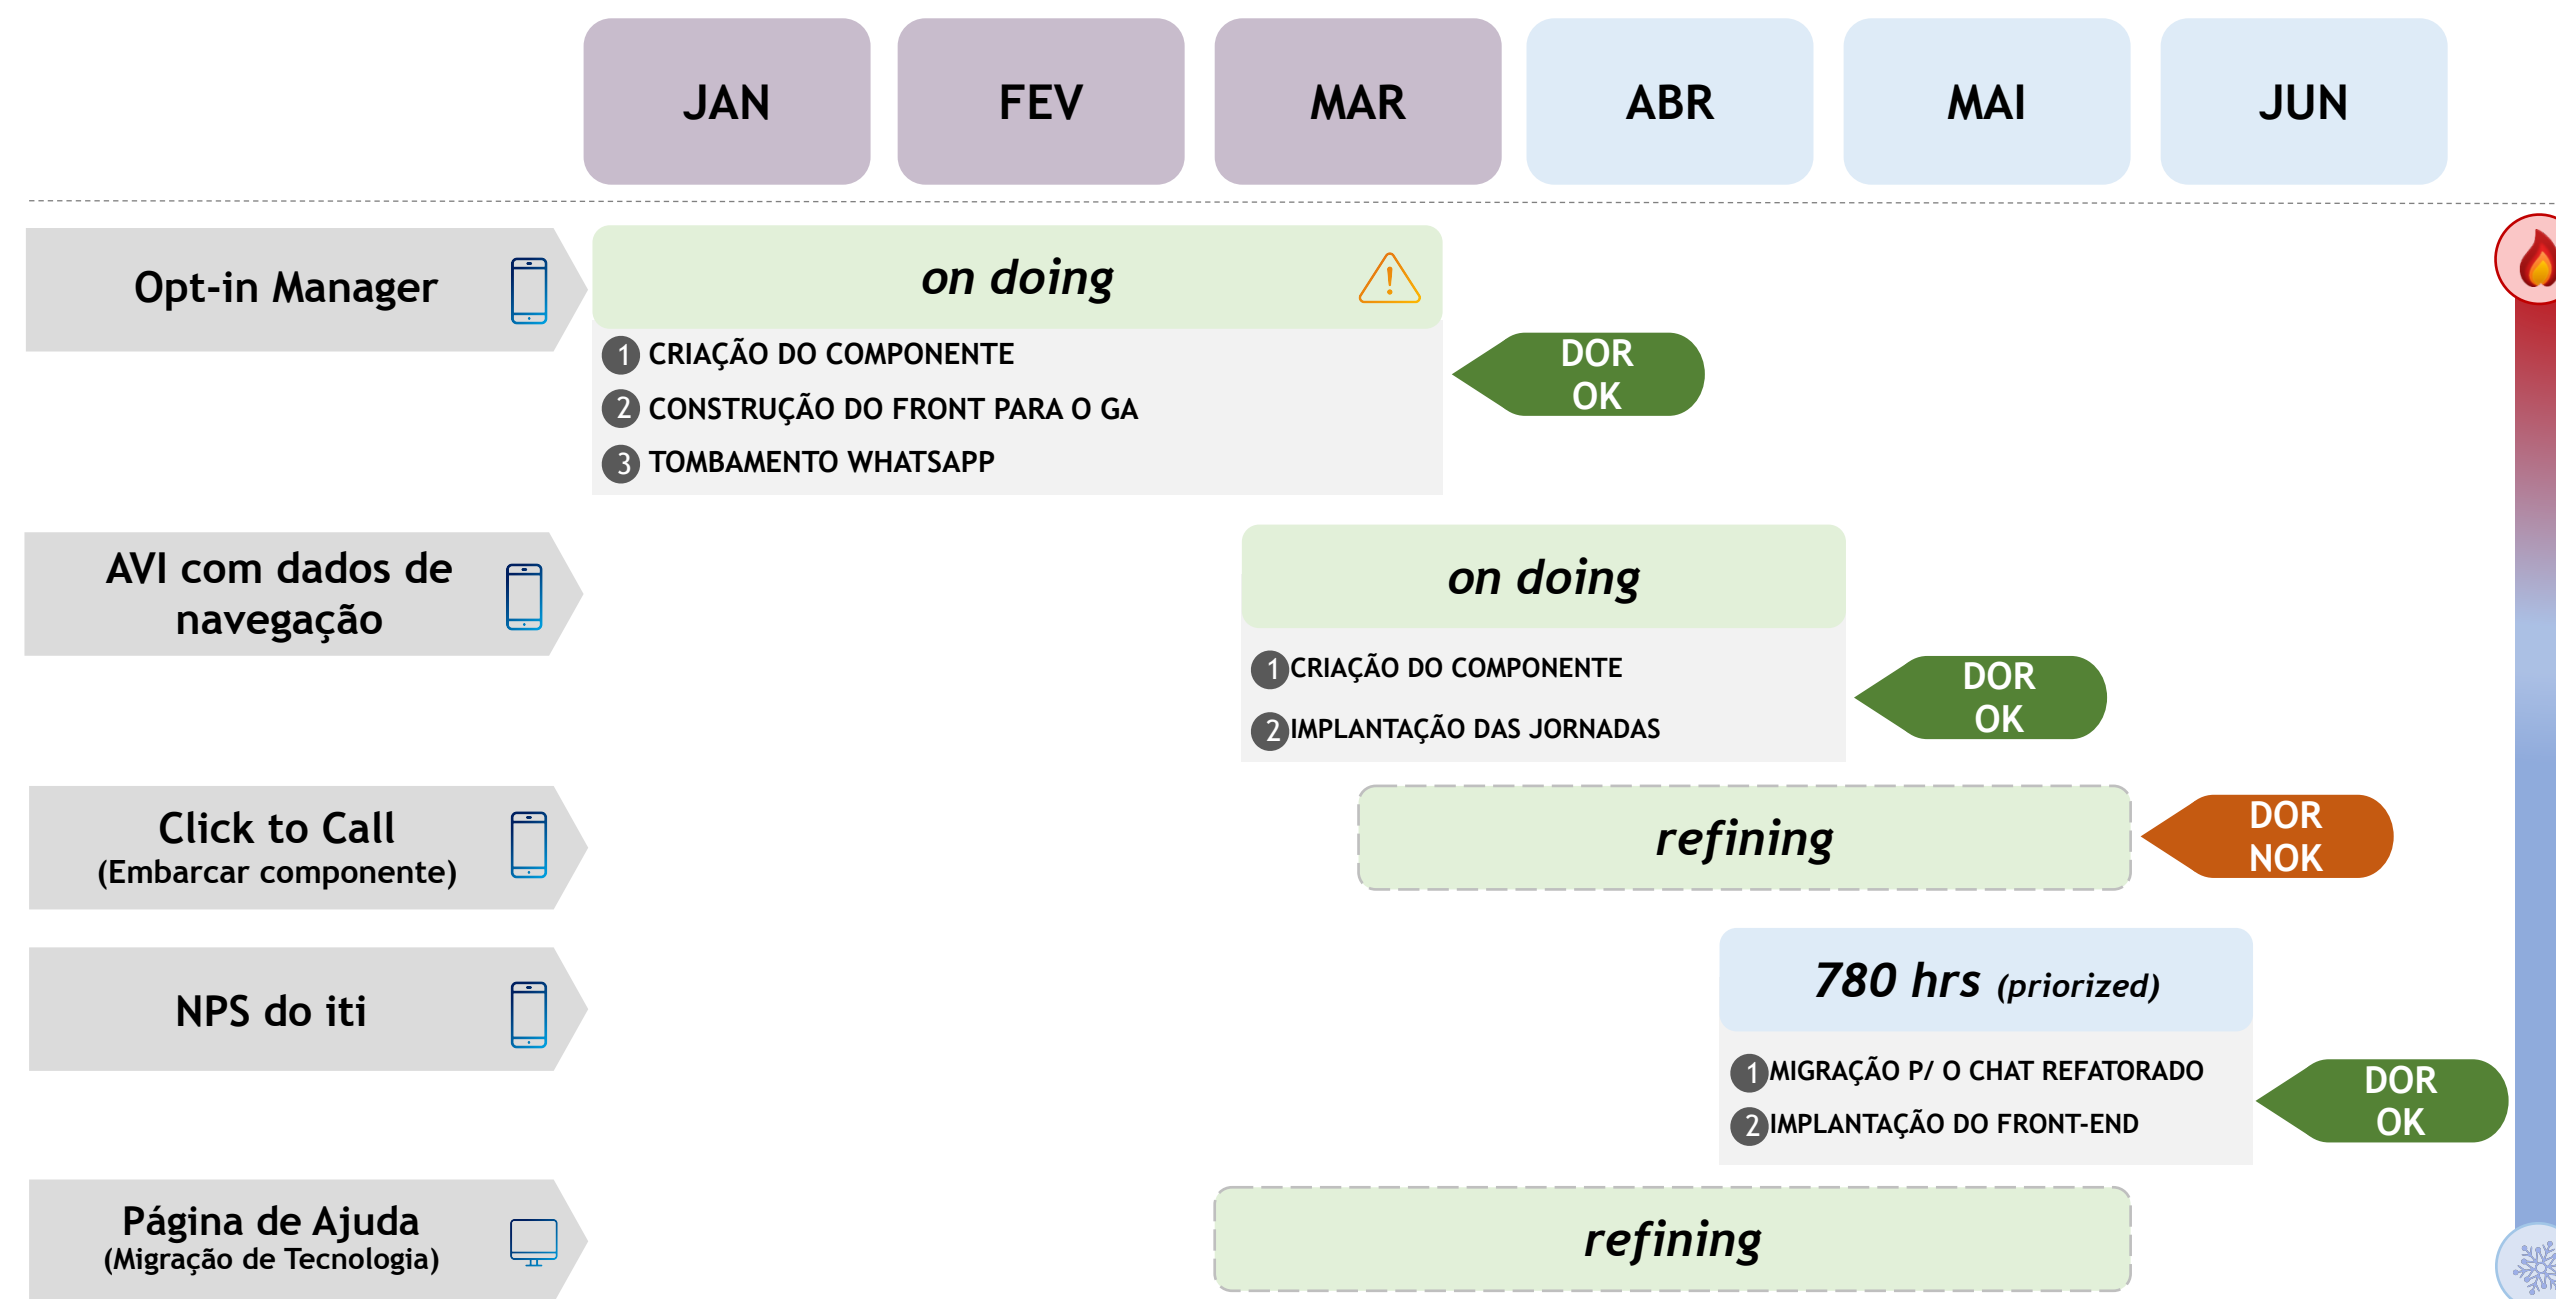 JAN
FEV
MAR
ABR
MAI
JUN
Opt-in Manager
on doing
1 CRIAÇÃO DO COMPONENTE
2 CONSTRUÇÃO DO FRONT PARA O GA
3 TOMBAMENTO WHATSAPP
DOR
OK
AVI com dados de
navegação
on doing
1 CRIAÇÃO DO COMPONENTE
2 IMPLANTAÇÃO DAS JORNADAS
DOR
OK
Click to Call
(Embarcar componente)
refining
DOR
NOK
NPS do iti
780 hrs (priorized)
1 MIGRAÇÃO P/ O CHAT REFATORADO
2 IMPLANTAÇÃO DO FRONT-END
DOR
OK
Página de Ajuda
(Migração de Tecnologia)
refining